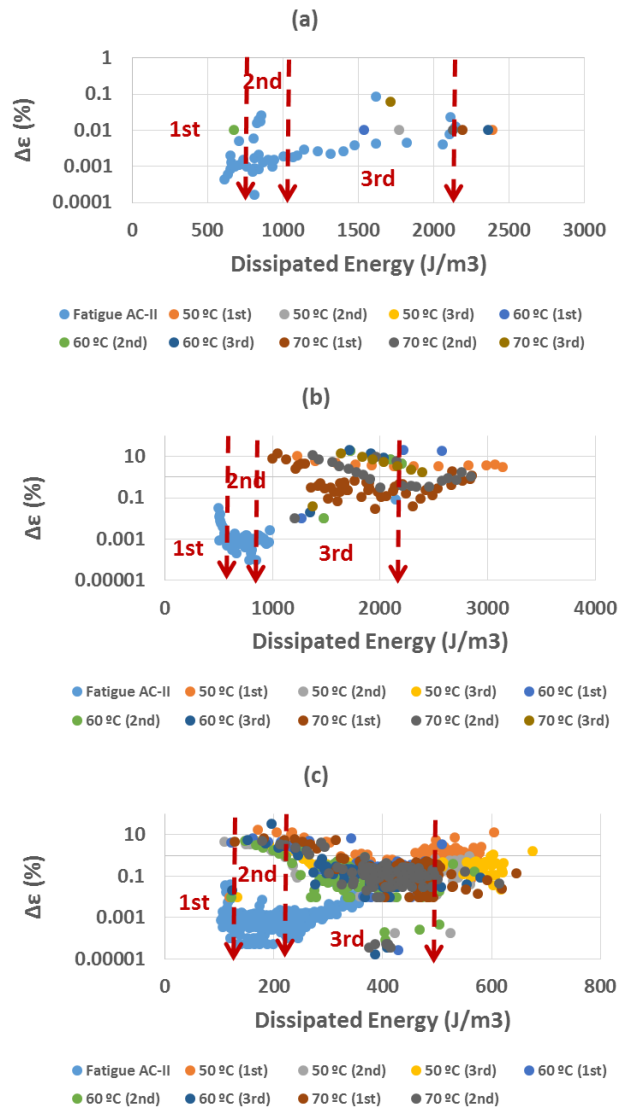 (a)
1
0.1
0.01
0.001
0.0001
Δε (%)
1st
2nd
3rd
0 500 1000 1500 2000 2500 3000
Dissipated Energy (J/m3)
Fatigue AC-II 50 ºC (1st) 50 ºC (2nd) 50 ºC (3rd) 60 ºC (1st)
60 ºC (2nd) 60 ºC (3rd) 70 ºC (1st) 70 ºC (2nd) 70 ºC (3rd)
(b)
10
0.1
0.001
0.00001
Δε (%)
1st
2nd
3rd
0 1000 2000 3000 4000
Dissipated Energy (J/m3)
Fatigue AC-II 50 ºC (1st) 50 ºC (2nd) 50 ºC (3rd) 60 ºC (1st)
60 ºC (2nd) 60 ºC (3rd) 70 ºC (1st) 70 ºC (2nd) 70 ºC (3rd)
(c)
10
0.1
0.001
0.00001
Δε (%)
1st
2nd
3rd
0 200 400 600 800
Dissipated Energy (J/m3)
Fatigue AC-II 50 ºC (1st) 50 ºC (2nd) 50 ºC (3rd) 60 ºC (1st)
60 ºC (2nd) 60 ºC (3rd) 70 ºC (1st) 70 ºC (2nd)